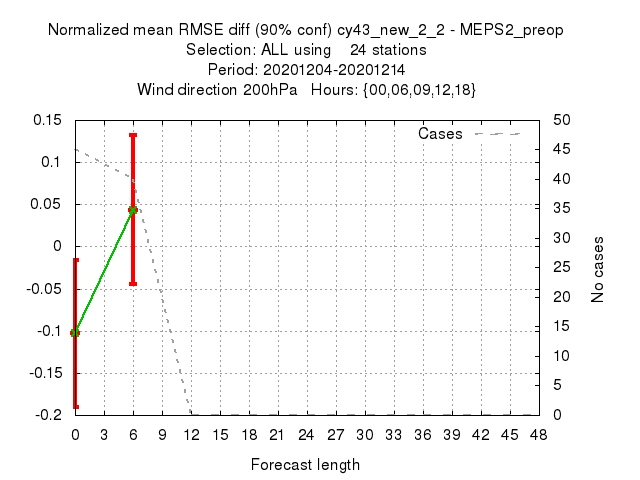 Normalized mean RMSE diff (90% conf) cy43_new_2_2 - MEPS2_preop
Selection: ALL using    24 stations
Period: 20201204-20201214
Wind direction 200hPa   Hours: {00,06,09,12,18}
0.15
0.1
0.05
0
-0.05
-0.1
-0.15
-0.2
Cases
50
45
40
35
30
25
20
15
10
5
0
No cases
0 3 6 9 12 15 18 21 24 27 30 33 36 39 42 45 48
Forecast length